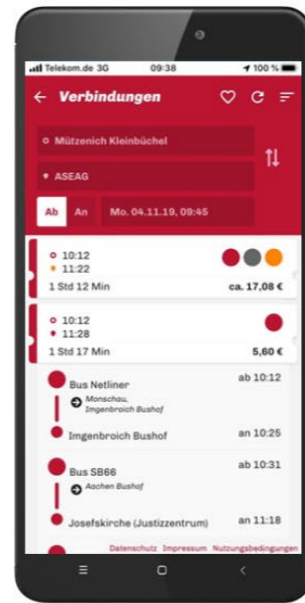 Telekom.de 3G 09:38 100 %
Verbindungen
Mützenich Kleinbüchel
ASEAG
Ab An Mo. 04.11.19, 09:45
10:12
11:22
1 Std 12 Min ca. 17,08 €
10:12
11:28
1 Std 17 Min 5,60 €
Bus Netliner ab 10:12
Monschau,
Imgenbroich Bushof
Imgenbroich Bushof an 10:25
Bus SB66 ab 10:31
Aachen Bushof
Josefskirche (Justizzentrum) an 11:18
Datenschutz Impressum Nutzungsbedingungen